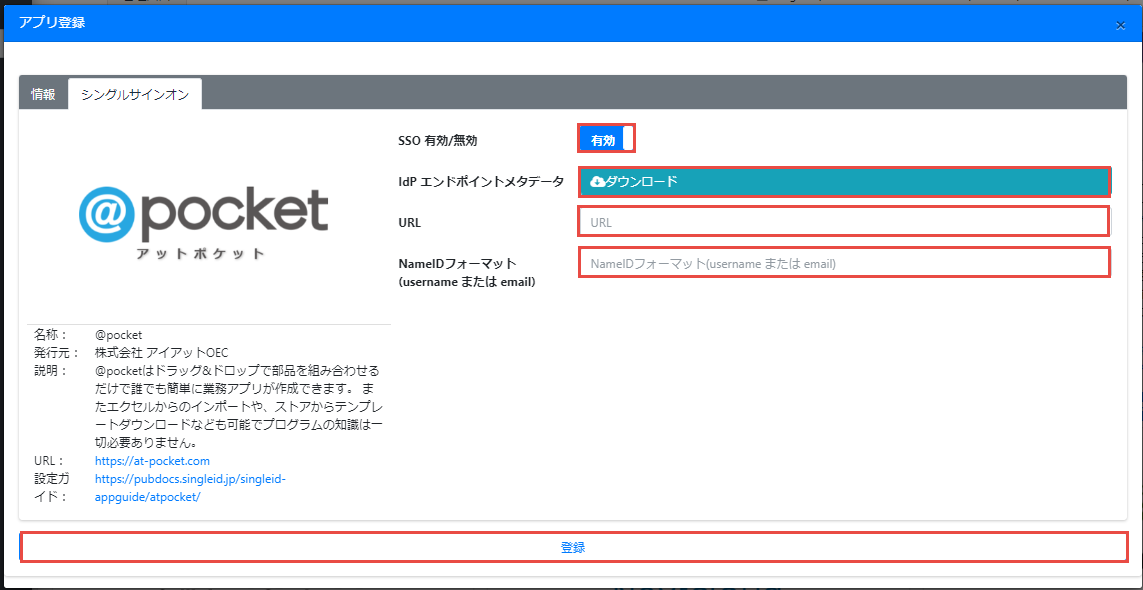 アプリ登録
×
情報
シングルサインオン
SSO 有効/無効
有効
IdP エンドポイントメタデータ
ダウンロード
URL
URL
NameIDフォーマット
(username または email)
NameIDフォーマット(username または email)
@pocket
アットポケット
名称：
@pocket
発行元：
株式会社 アイアットOEC
説明：
@pocketはドラッグ&ドロップで部品を組み合わせる
だけで誰でも簡単に業務アプリが作成できます。 ま
たエクセルからのインポートや、ストアからテンプレ
ートダウンロードなども可能でプログラムの知識は一
切必要ありません。
URL：
https://at-pocket.com
設定ガ
イド：
https://pubdocs.singleid.jp/singleid-
appguide/atpocket/
登録